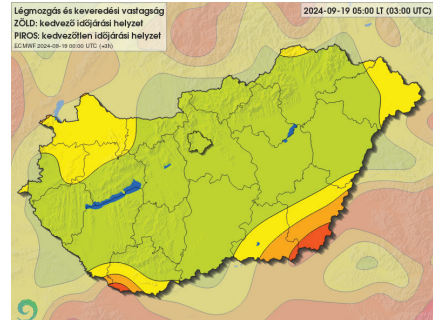 Légmozgás és keveredési vastagság
ZÖLD: kedvező időjárási helyzet
PIROS: kedvezőtlen időjárási helyzet
ECMWF 2024-09-19 00:00 UTC (+3h)
2024-09-19 05:00 LT (03:00 UTC)